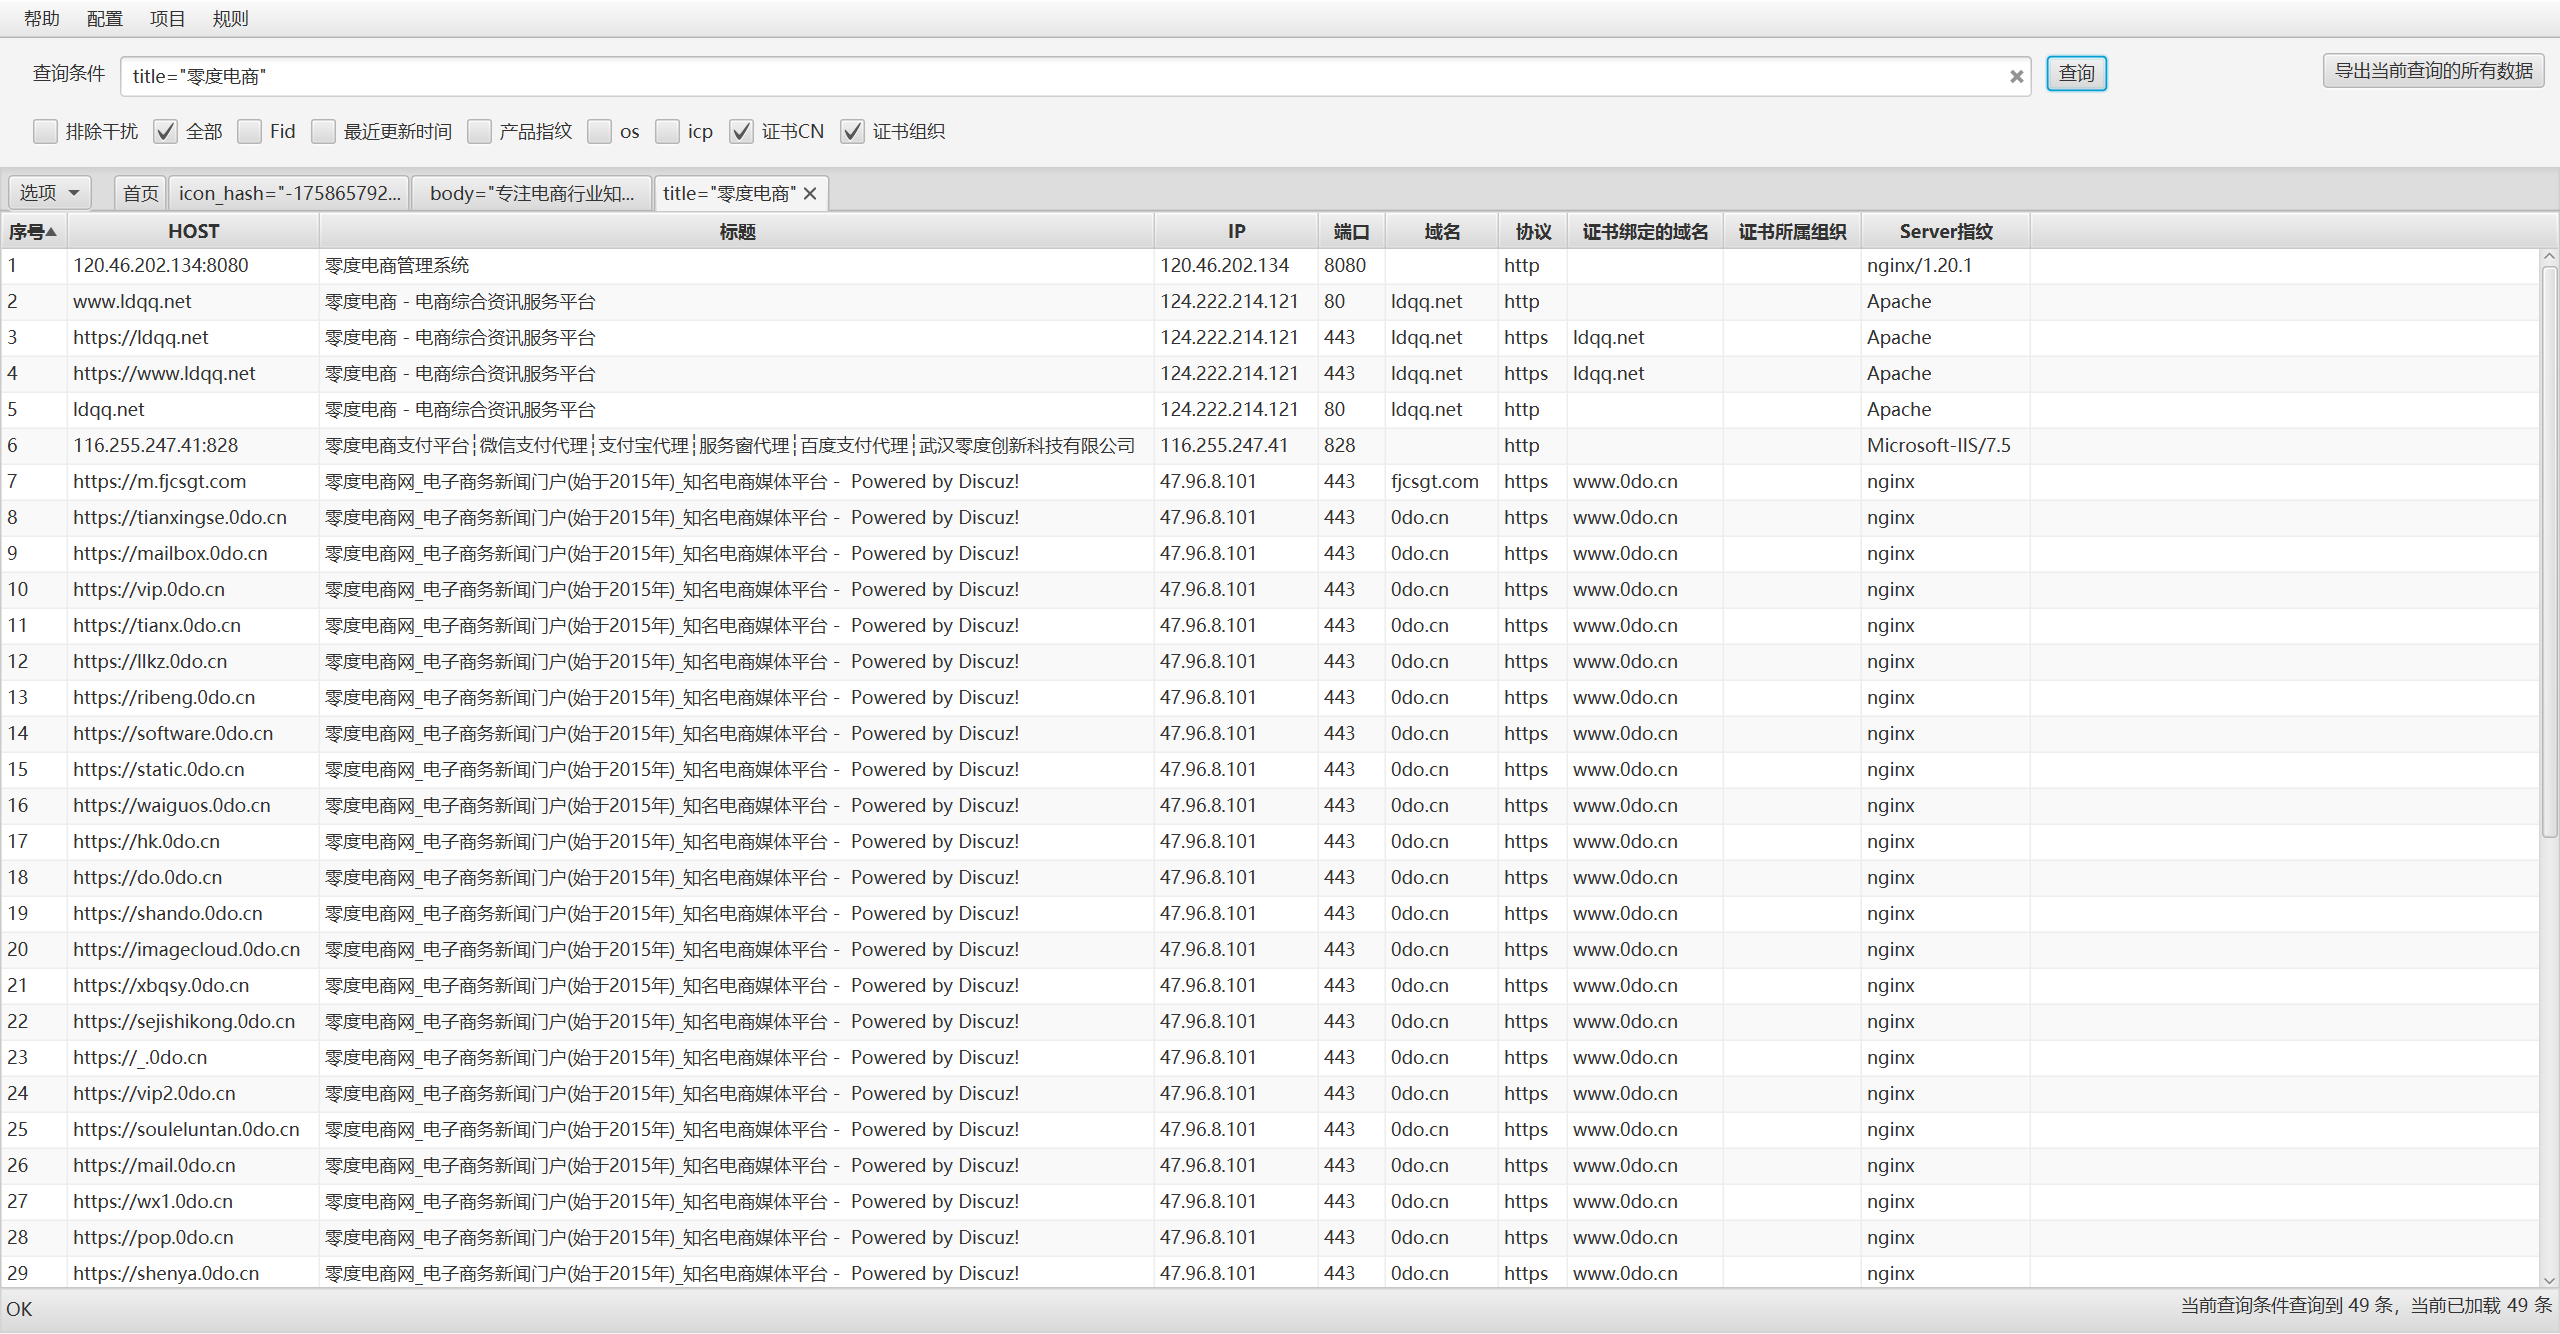 帮助 配置 项目 规则
查询条件 title="零度电商" 查询 导出当前查询的所有数据
排除干扰 全部 Fid 最近更新时间 产品指纹 os icp 证书CN 证书组织
选项 首页 icon_hash="-175865792... body="专注电商行业知... title="零度电商"
序号 HOST 标题 IP 端口 域名 协议 证书绑定的域名 证书所属组织 Server指纹
1 120.46.202.134:8080 零度电商管理系统 120.46.202.134 8080 http nginx/1.20.1
2 www.ldqq.net 零度电商 - 电商综合资讯服务平台 124.222.214.121 80 ldqq.net http Apache
3 https://ldqq.net 零度电商 - 电商综合资讯服务平台 124.222.214.121 443 ldqq.net https ldqq.net Apache
4 https://www.ldqq.net 零度电商 - 电商综合资讯服务平台 124.222.214.121 443 ldqq.net https ldqq.net Apache
5 ldqq.net 零度电商 - 电商综合资讯服务平台 124.222.214.121 80 ldqq.net http Apache
6 116.255.247.41:828 零度电商支付平台┆微信支付代理┆支付宝代理┆服务窗代理┆百度支付代理┆武汉零度创新科技有限公司 116.255.247.41 828 http Microsoft-IIS/7.5
7 https://m.fjcsgt.com 零度电商网_电子商务新闻门户(始于2015年)_知名电商媒体平台 - Powered by Discuz! 47.96.8.101 443 fjcsgt.com https www.0do.cn nginx
8 https://tianxingse.0do.cn 零度电商网_电子商务新闻门户(始于2015年)_知名电商媒体平台 - Powered by Discuz! 47.96.8.101 443 0do.cn https www.0do.cn nginx
9 https://mailbox.0do.cn 零度电商网_电子商务新闻门户(始于2015年)_知名电商媒体平台 - Powered by Discuz! 47.96.8.101 443 0do.cn https www.0do.cn nginx
10 https://vip.0do.cn 零度电商网_电子商务新闻门户(始于2015年)_知名电商媒体平台 - Powered by Discuz! 47.96.8.101 443 0do.cn https www.0do.cn nginx
11 https://tianx.0do.cn 零度电商网_电子商务新闻门户(始于2015年)_知名电商媒体平台 - Powered by Discuz! 47.96.8.101 443 0do.cn https www.0do.cn nginx
12 https://llkz.0do.cn 零度电商网_电子商务新闻门户(始于2015年)_知名电商媒体平台 - Powered by Discuz! 47.96.8.101 443 0do.cn https www.0do.cn nginx
13 https://ribeng.0do.cn 零度电商网_电子商务新闻门户(始于2015年)_知名电商媒体平台 - Powered by Discuz! 47.96.8.101 443 0do.cn https www.0do.cn nginx
14 https://software.0do.cn 零度电商网_电子商务新闻门户(始于2015年)_知名电商媒体平台 - Powered by Discuz! 47.96.8.101 443 0do.cn https www.0do.cn nginx
15 https://static.0do.cn 零度电商网_电子商务新闻门户(始于2015年)_知名电商媒体平台 - Powered by Discuz! 47.96.8.101 443 0do.cn https www.0do.cn nginx
16 https://waiguos.0do.cn 零度电商网_电子商务新闻门户(始于2015年)_知名电商媒体平台 - Powered by Discuz! 47.96.8.101 443 0do.cn https www.0do.cn nginx
17 https://hk.0do.cn 零度电商网_电子商务新闻门户(始于2015年)_知名电商媒体平台 - Powered by Discuz! 47.96.8.101 443 0do.cn https www.0do.cn nginx
18 https://do.0do.cn 零度电商网_电子商务新闻门户(始于2015年)_知名电商媒体平台 - Powered by Discuz! 47.96.8.101 443 0do.cn https www.0do.cn nginx
19 https://shando.0do.cn 零度电商网_电子商务新闻门户(始于2015年)_知名电商媒体平台 - Powered by Discuz! 47.96.8.101 443 0do.cn https www.0do.cn nginx
20 https://imagecloud.0do.cn 零度电商网_电子商务新闻门户(始于2015年)_知名电商媒体平台 - Powered by Discuz! 47.96.8.101 443 0do.cn https www.0do.cn nginx
21 https://xbqsy.0do.cn 零度电商网_电子商务新闻门户(始于2015年)_知名电商媒体平台 - Powered by Discuz! 47.96.8.101 443 0do.cn https www.0do.cn nginx
22 https://sejishikong.0do.cn 零度电商网_电子商务新闻门户(始于2015年)_知名电商媒体平台 - Powered by Discuz! 47.96.8.101 443 0do.cn https www.0do.cn nginx
23 https://_.0do.cn 零度电商网_电子商务新闻门户(始于2015年)_知名电商媒体平台 - Powered by Discuz! 47.96.8.101 443 0do.cn https www.0do.cn nginx
24 https://vip2.0do.cn 零度电商网_电子商务新闻门户(始于2015年)_知名电商媒体平台 - Powered by Discuz! 47.96.8.101 443 0do.cn https www.0do.cn nginx
25 https://souleluntan.0do.cn 零度电商网_电子商务新闻门户(始于2015年)_知名电商媒体平台 - Powered by Discuz! 47.96.8.101 443 0do.cn https www.0do.cn nginx
26 https://mail.0do.cn 零度电商网_电子商务新闻门户(始于2015年)_知名电商媒体平台 - Powered by Discuz! 47.96.8.101 443 0do.cn https www.0do.cn nginx
27 https://wx1.0do.cn 零度电商网_电子商务新闻门户(始于2015年)_知名电商媒体平台 - Powered by Discuz! 47.96.8.101 443 0do.cn https www.0do.cn nginx
28 https://pop.0do.cn 零度电商网_电子商务新闻门户(始于2015年)_知名电商媒体平台 - Powered by Discuz! 47.96.8.101 443 0do.cn https www.0do.cn nginx
29 https://shenya.0do.cn 零度电商网_电子商务新闻门户(始于2015年)_知名电商媒体平台 - Powered by Discuz! 47.96.8.101 443 0do.cn https www.0do.cn nginx
OK 当前查询条件查询到 49 条，当前已加载 49 条